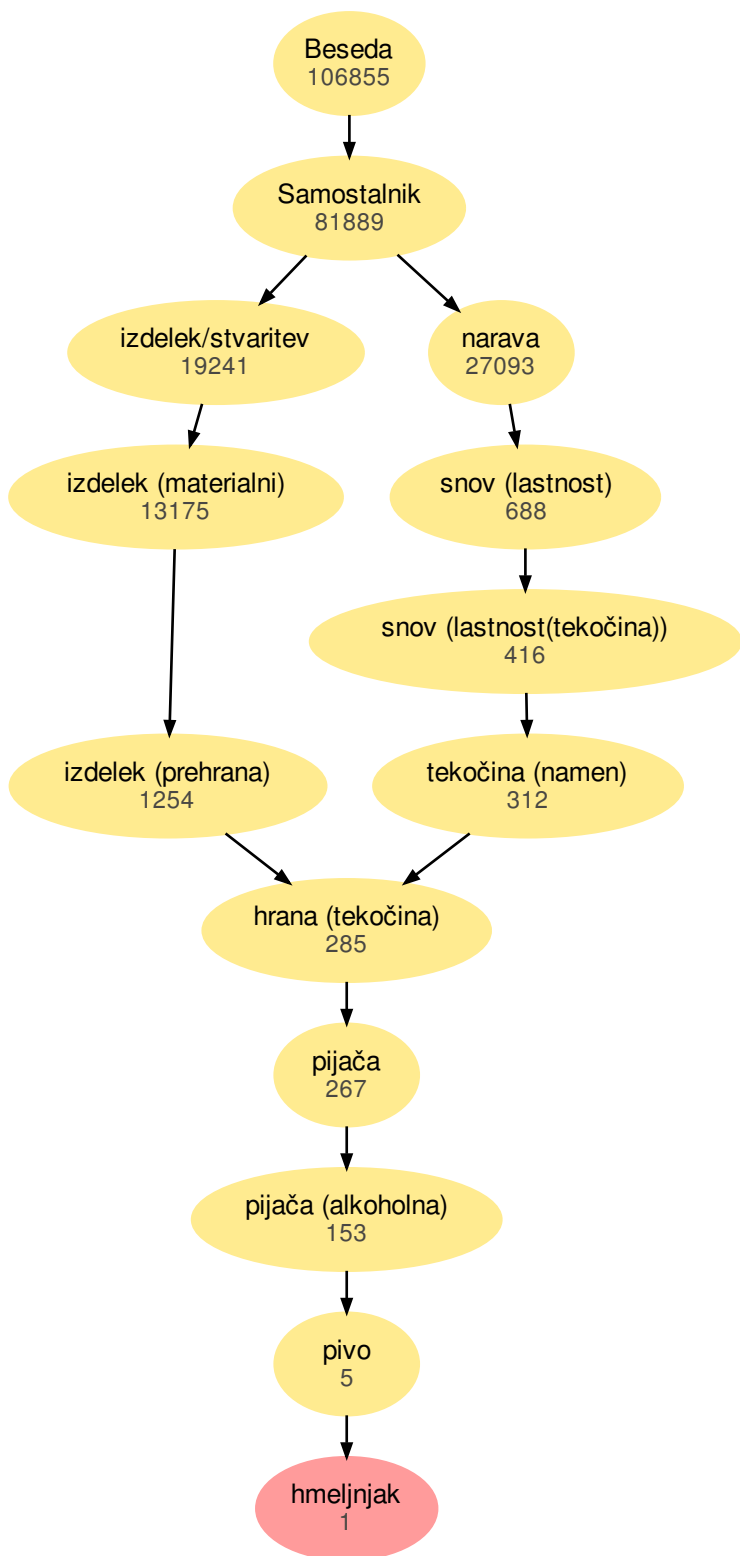 Beseda
106855
Samostalnik
81889
izdelek/stvaritev
19241
narava
27093
izdelek (materialni)
13175
snov (lastnost)
688
snov (lastnost(tekočina))
416
izdelek (prehrana)
1254
tekočina (namen)
312
hrana (tekočina)
285
pijača
267
pijača (alkoholna)
153
pivo
5
hmeljnjak
1